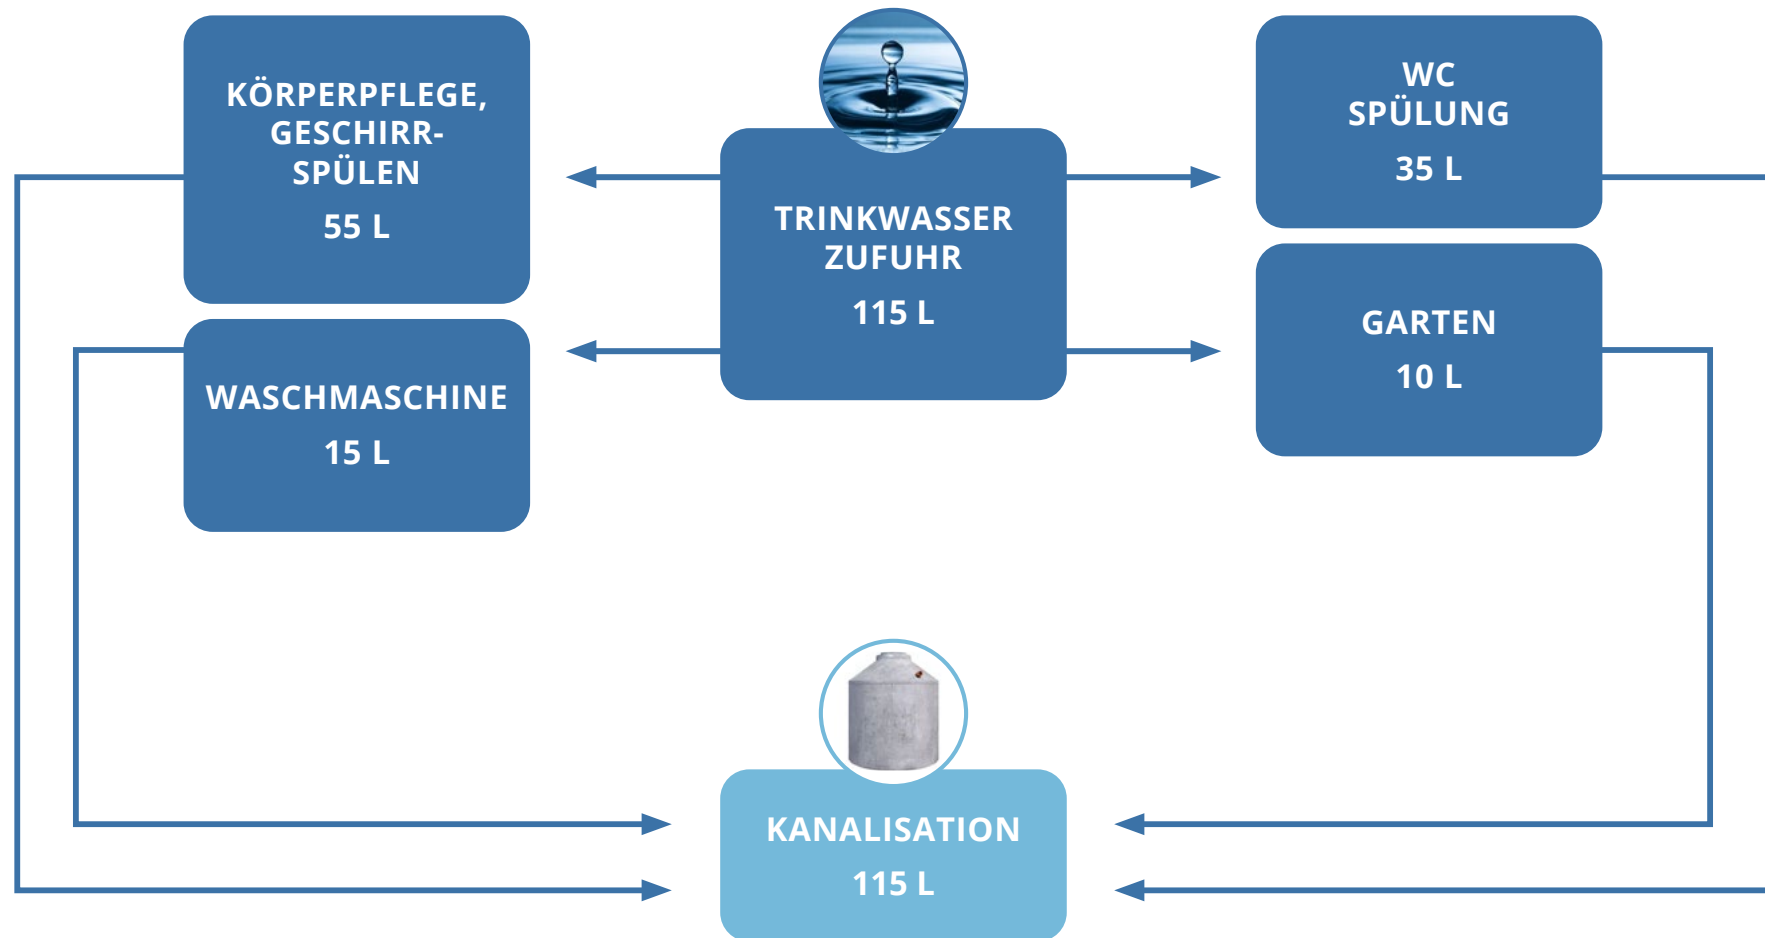 KÖRPERPFLEGE,
GESCHIRR-
SPÜLEN
55 L
WASCHMASCHINE
15 L
TRINKWASSER
ZUFUHR
115 L
WC
SPÜLUNG
35 L
GARTEN
10 L
KANALISATION
115 L